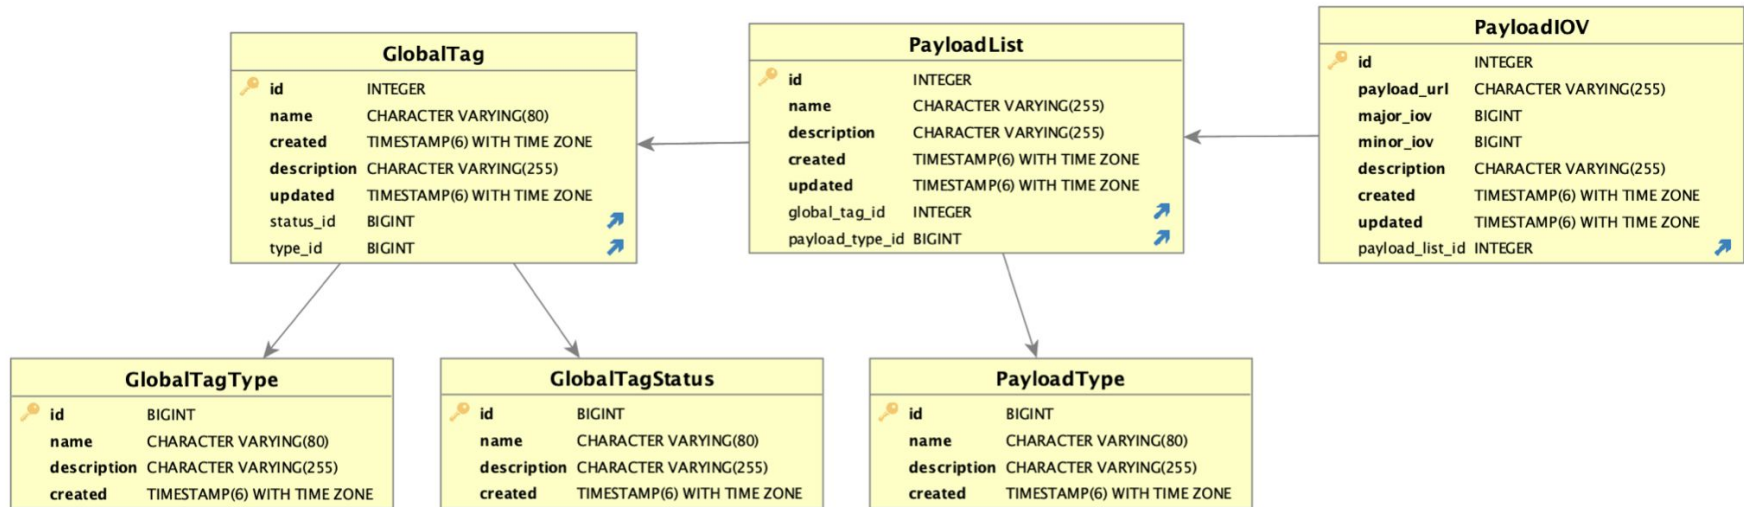 GlobalTag
id INTEGER
name CHARACTER VARYING(80)
created TIMESTAMP(6) WITH TIME ZONE
description CHARACTER VARYING(255)
updated TIMESTAMP(6) WITH TIME ZONE
status_id BIGINT
type_id BIGINT
PayloadList
id INTEGER
name CHARACTER VARYING(255)
description CHARACTER VARYING(255)
created TIMESTAMP(6) WITH TIME ZONE
updated TIMESTAMP(6) WITH TIME ZONE
global_tag_id INTEGER
payload_type_id BIGINT
PayloadIOV
id INTEGER
payload_url CHARACTER VARYING(255)
major_iov BIGINT
minor_iov BIGINT
description CHARACTER VARYING(255)
created TIMESTAMP(6) WITH TIME ZONE
updated TIMESTAMP(6) WITH TIME ZONE
payload_list_id INTEGER
GlobalTagType
id BIGINT
name CHARACTER VARYING(80)
description CHARACTER VARYING(255)
created TIMESTAMP(6) WITH TIME ZONE
GlobalTagStatus
id BIGINT
name CHARACTER VARYING(80)
description CHARACTER VARYING(255)
created TIMESTAMP(6) WITH TIME ZONE
PayloadType
id BIGINT
name CHARACTER VARYING(80)
description CHARACTER VARYING(255)
created TIMESTAMP(6) WITH TIME ZONE